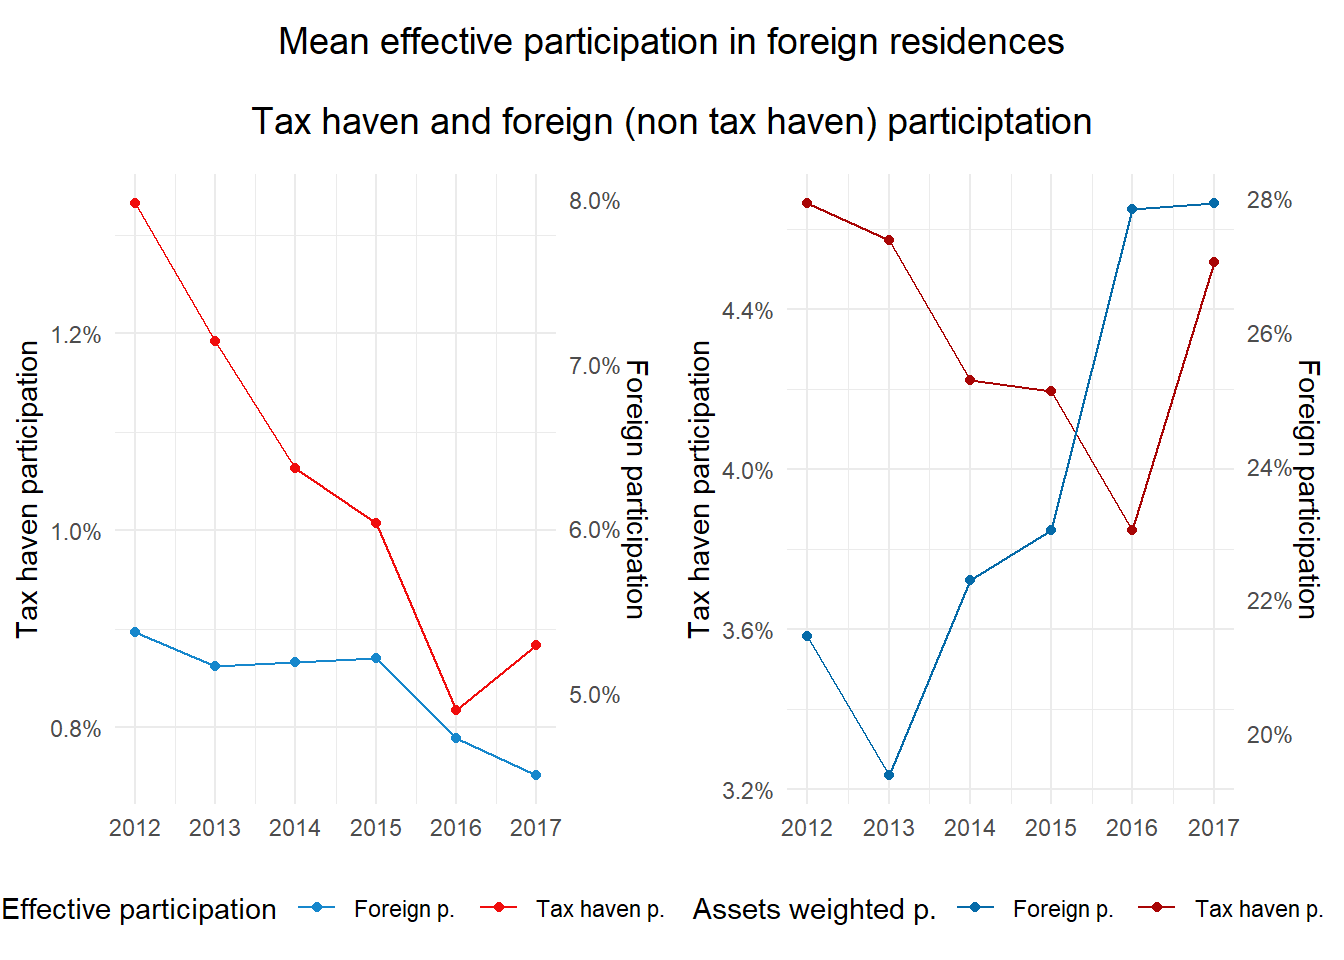 Mean effective participation in foreign residences
Tax haven and foreign (non tax haven) participtation
Tax haven participation
1.2%
1.0%
0.8%
8.0%
7.0%
6.0%
5.0%
Foreign participation
2012 2013 2014 2015 2016 2017
Tax haven participation
4.4%
4.0%
3.6%
3.2%
28%
26%
24%
22%
20%
Foreign participation
2012 2013 2014 2015 2016 2017
Effective participation Foreign p. Tax haven p.
Assets weighted p. Foreign p. Tax haven p.